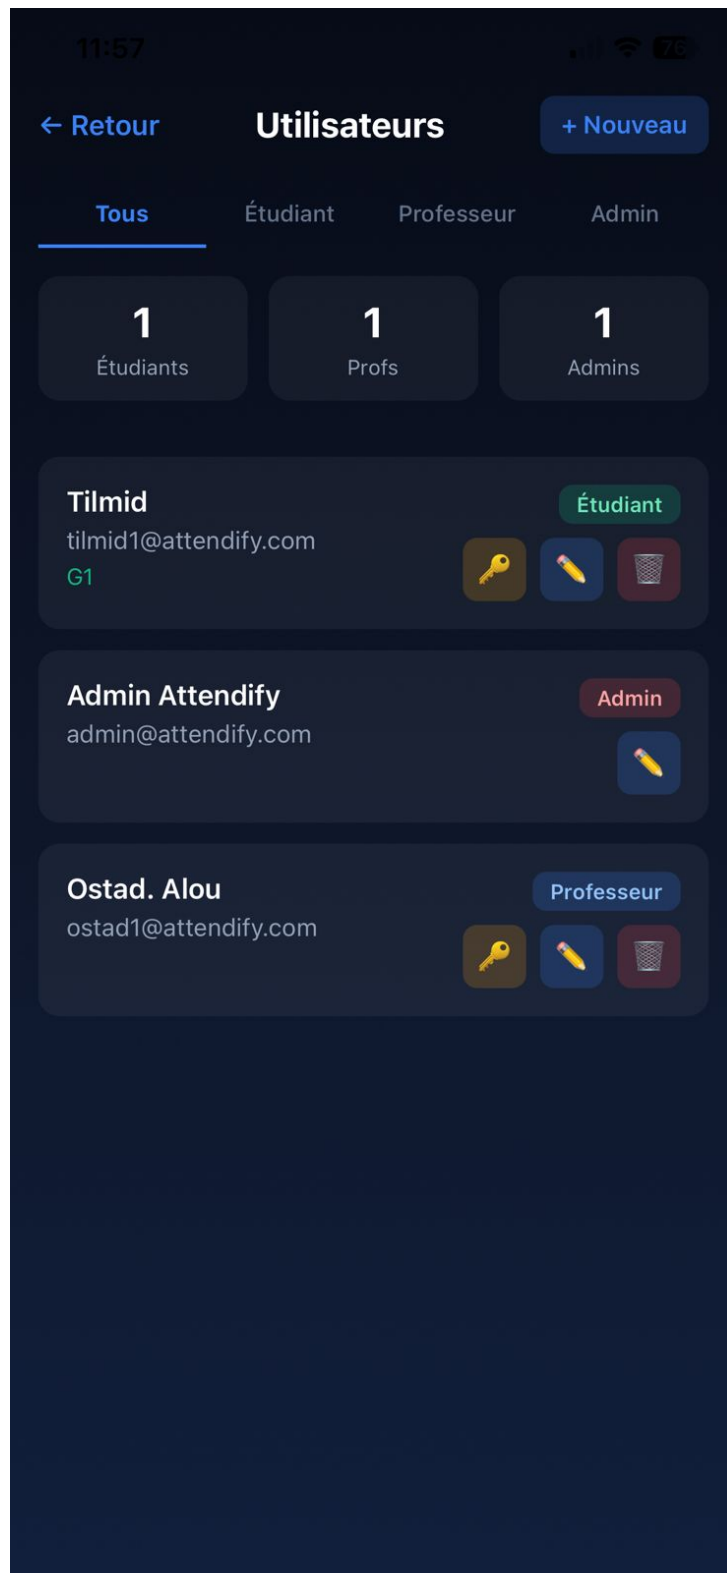 11:57 76
← Retour Utilisateurs + Nouveau
Tous Étudiant Professeur Admin
1 1 1
Étudiants Profs Admins
Tilmid Étudiant
tilmid1@attendify.com
G1
Admin Attendify Admin
admin@attendify.com
Ostad. Alou Professeur
ostad1@attendify.com